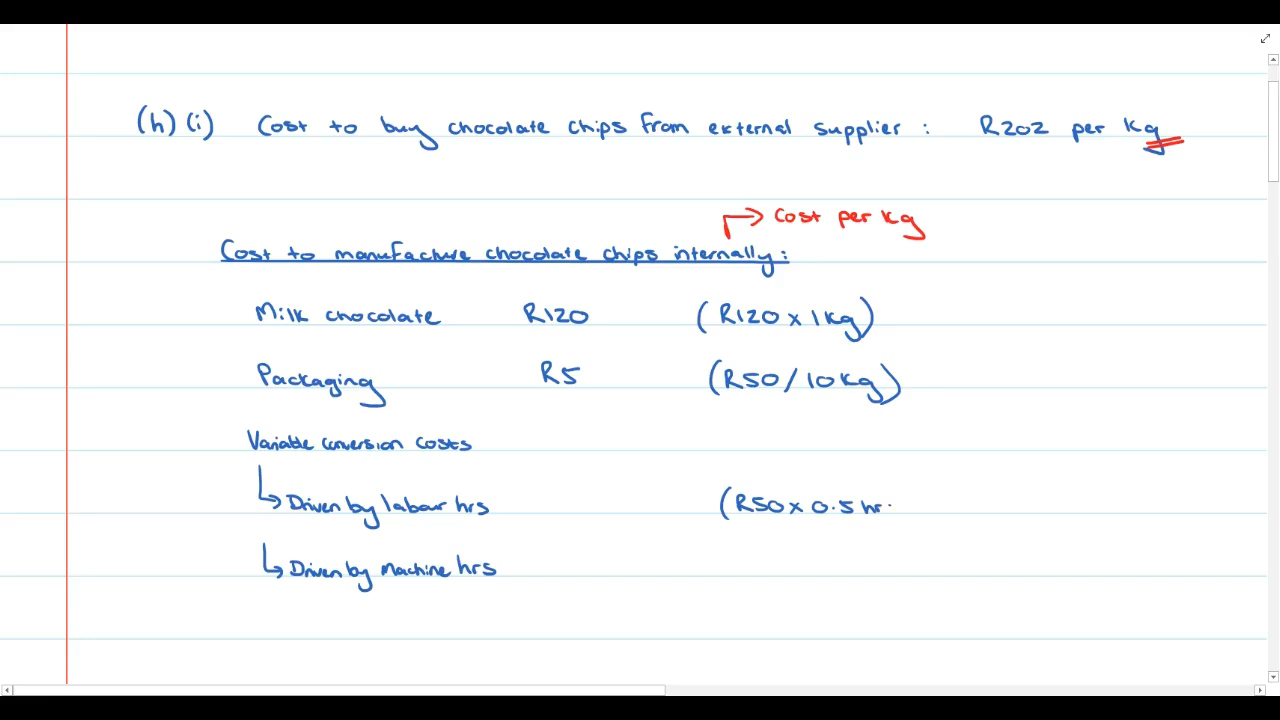 (h) (i) Cost to buy chocolate chips from external supplier : R202 per kg
Cost per kg
Cost to manufacture chocolate chips internally :
Milk chocolate R120 (R120 x 1kg)
Packaging R5 (R50/10kg)
Variable conversion costs
Driven by labour hrs (R50 x 0.5 hr
Driven by Machine hrs